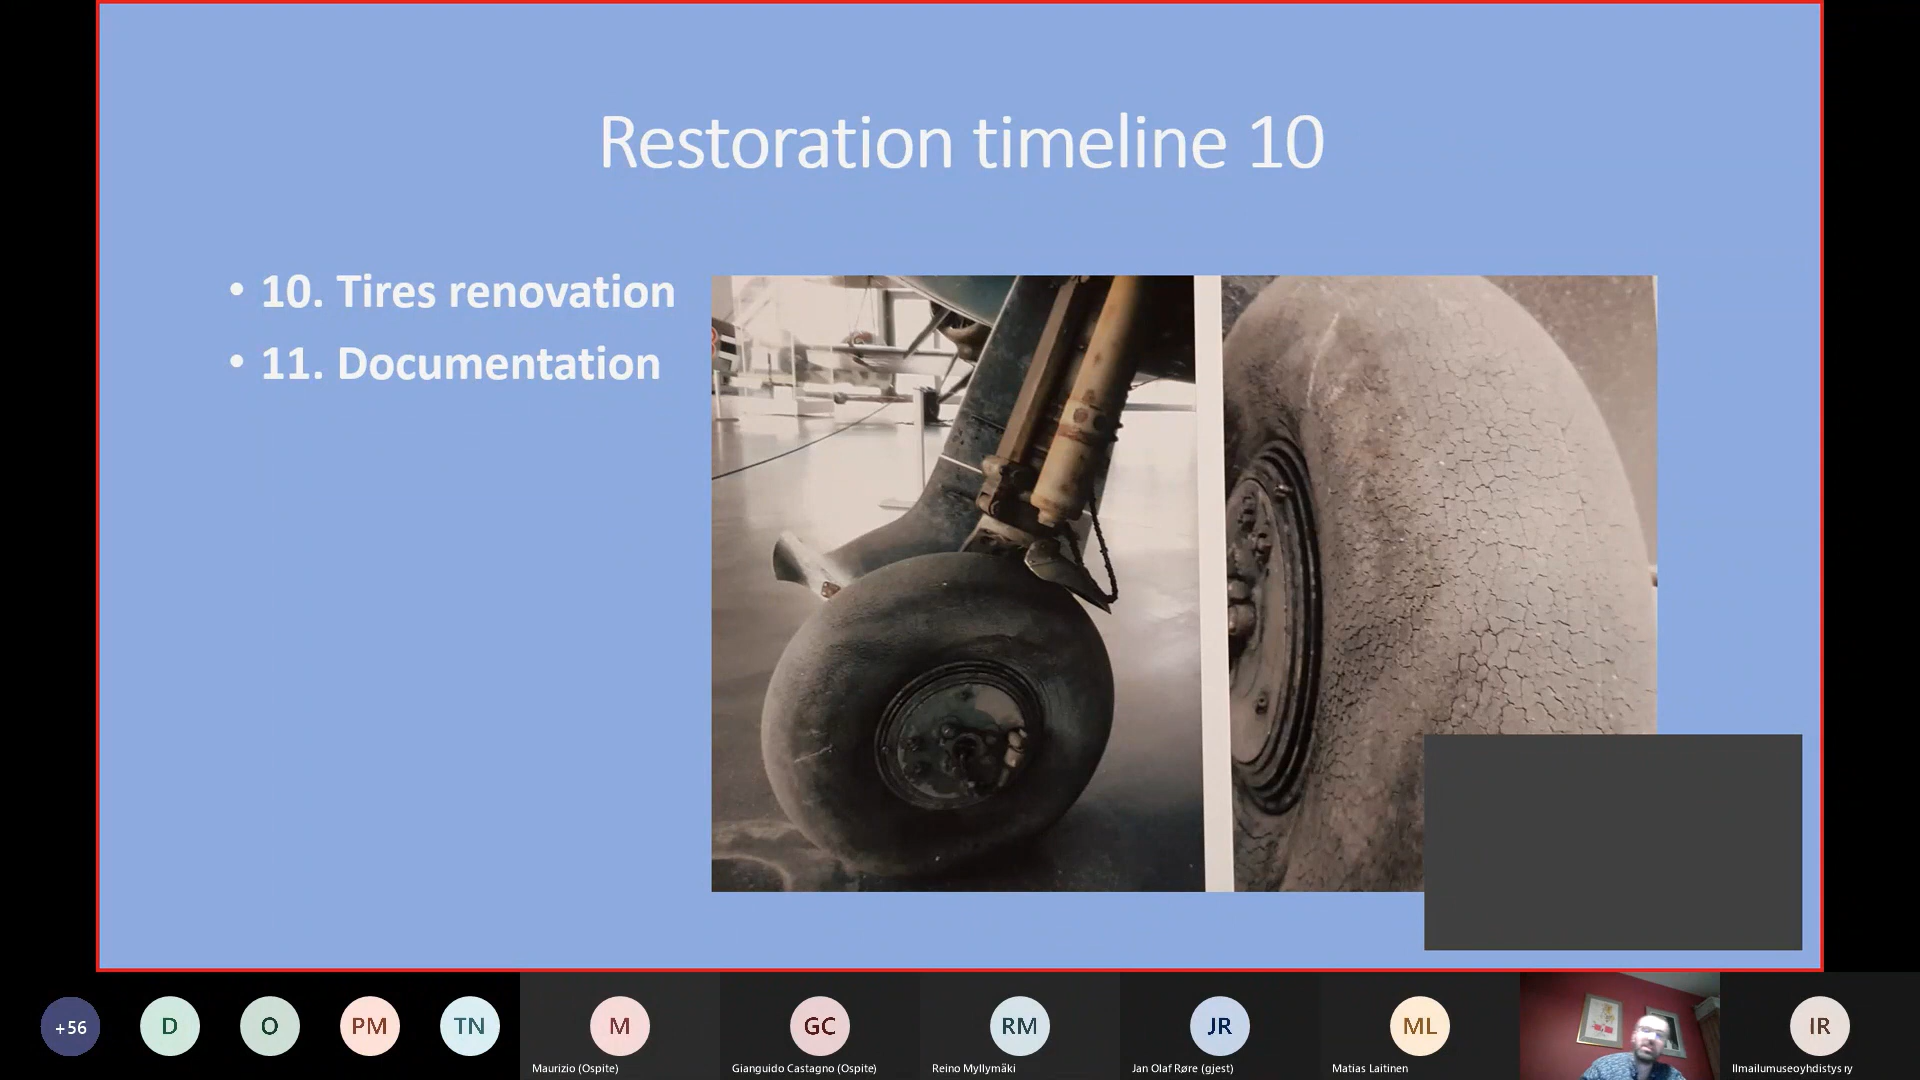 Restoration timeline 10
• 10. Tires renovation
• 11. Documentation
+56
D
O
PM
TN
M
GC
RM
JR
ML
IR
Maurizio (Ospite)
Gianguido Castagno (Ospite)
Reino Myllymäki
Jan Olaf Røre (gjest)
Matias Laitinen
Ilmailumuseoyhdistys ry